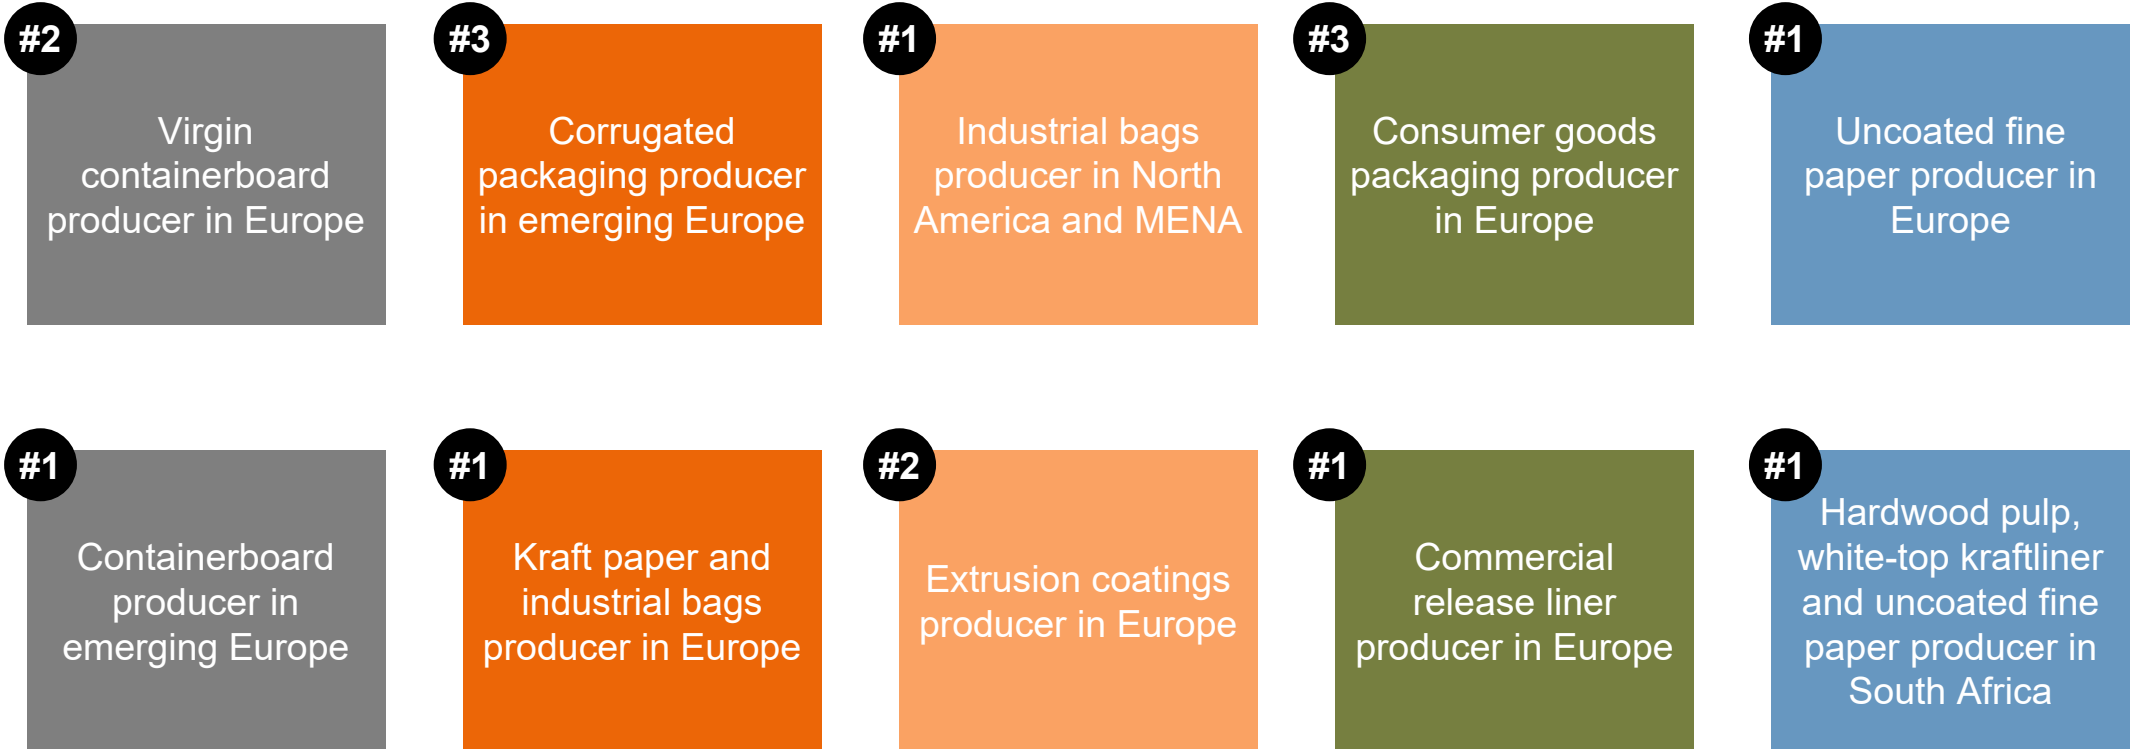 #2
Virgin
containerboard
producer in Europe
#3
Corrugated
packaging producer
in emerging Europe
#1
Industrial bags
producer in North
America and MENA
#3
Consumer goods
packaging producer
in Europe
#1
Uncoated fine
paper producer in
Europe
#1
Containerboard
producer in
emerging Europe
#1
Kraft paper and
industrial bags
producer in Europe
#2
Extrusion coatings
producer in Europe
#1
Commercial
release liner
producer in Europe
#1
Hardwood pulp,
white-top kraftliner
and uncoated fine
paper producer in
South Africa